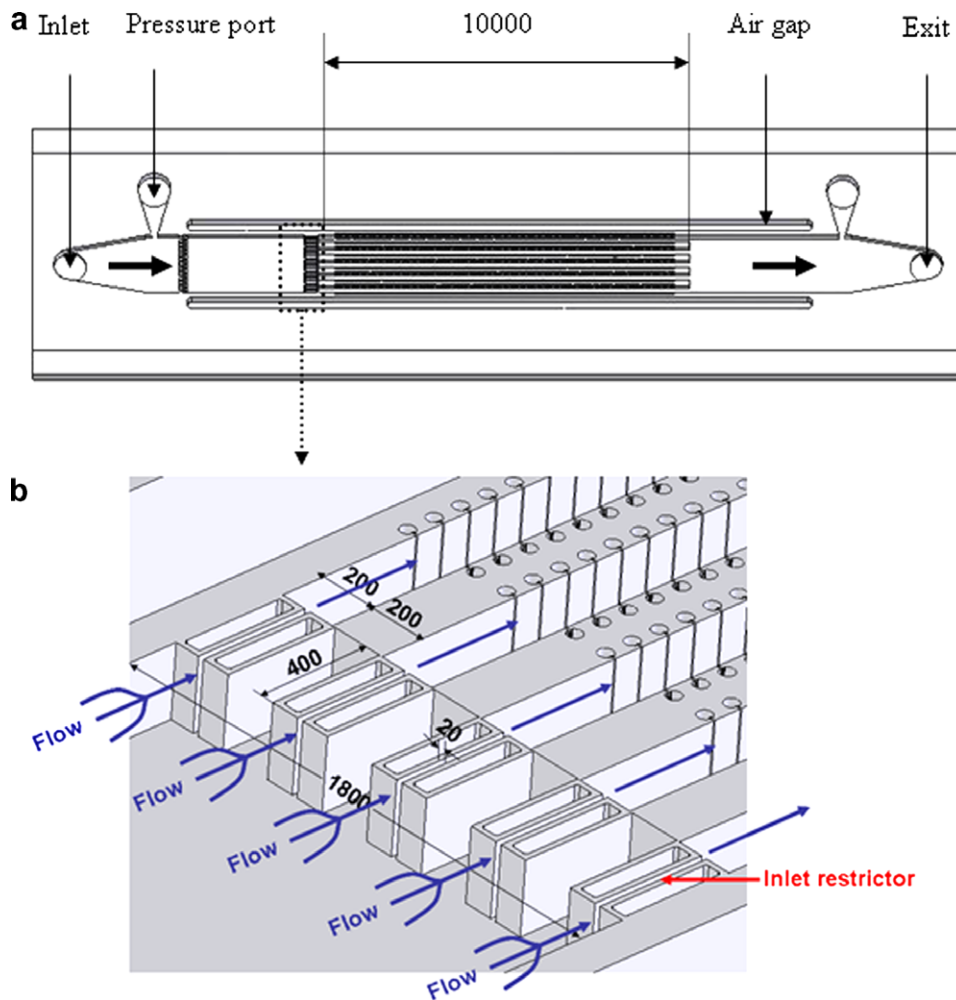 a Inlet Pressure port 10000 Air gap Exit
b
200
200
400
20
1800
Flow
Flow
Flow
Flow
Flow
Inlet restrictor